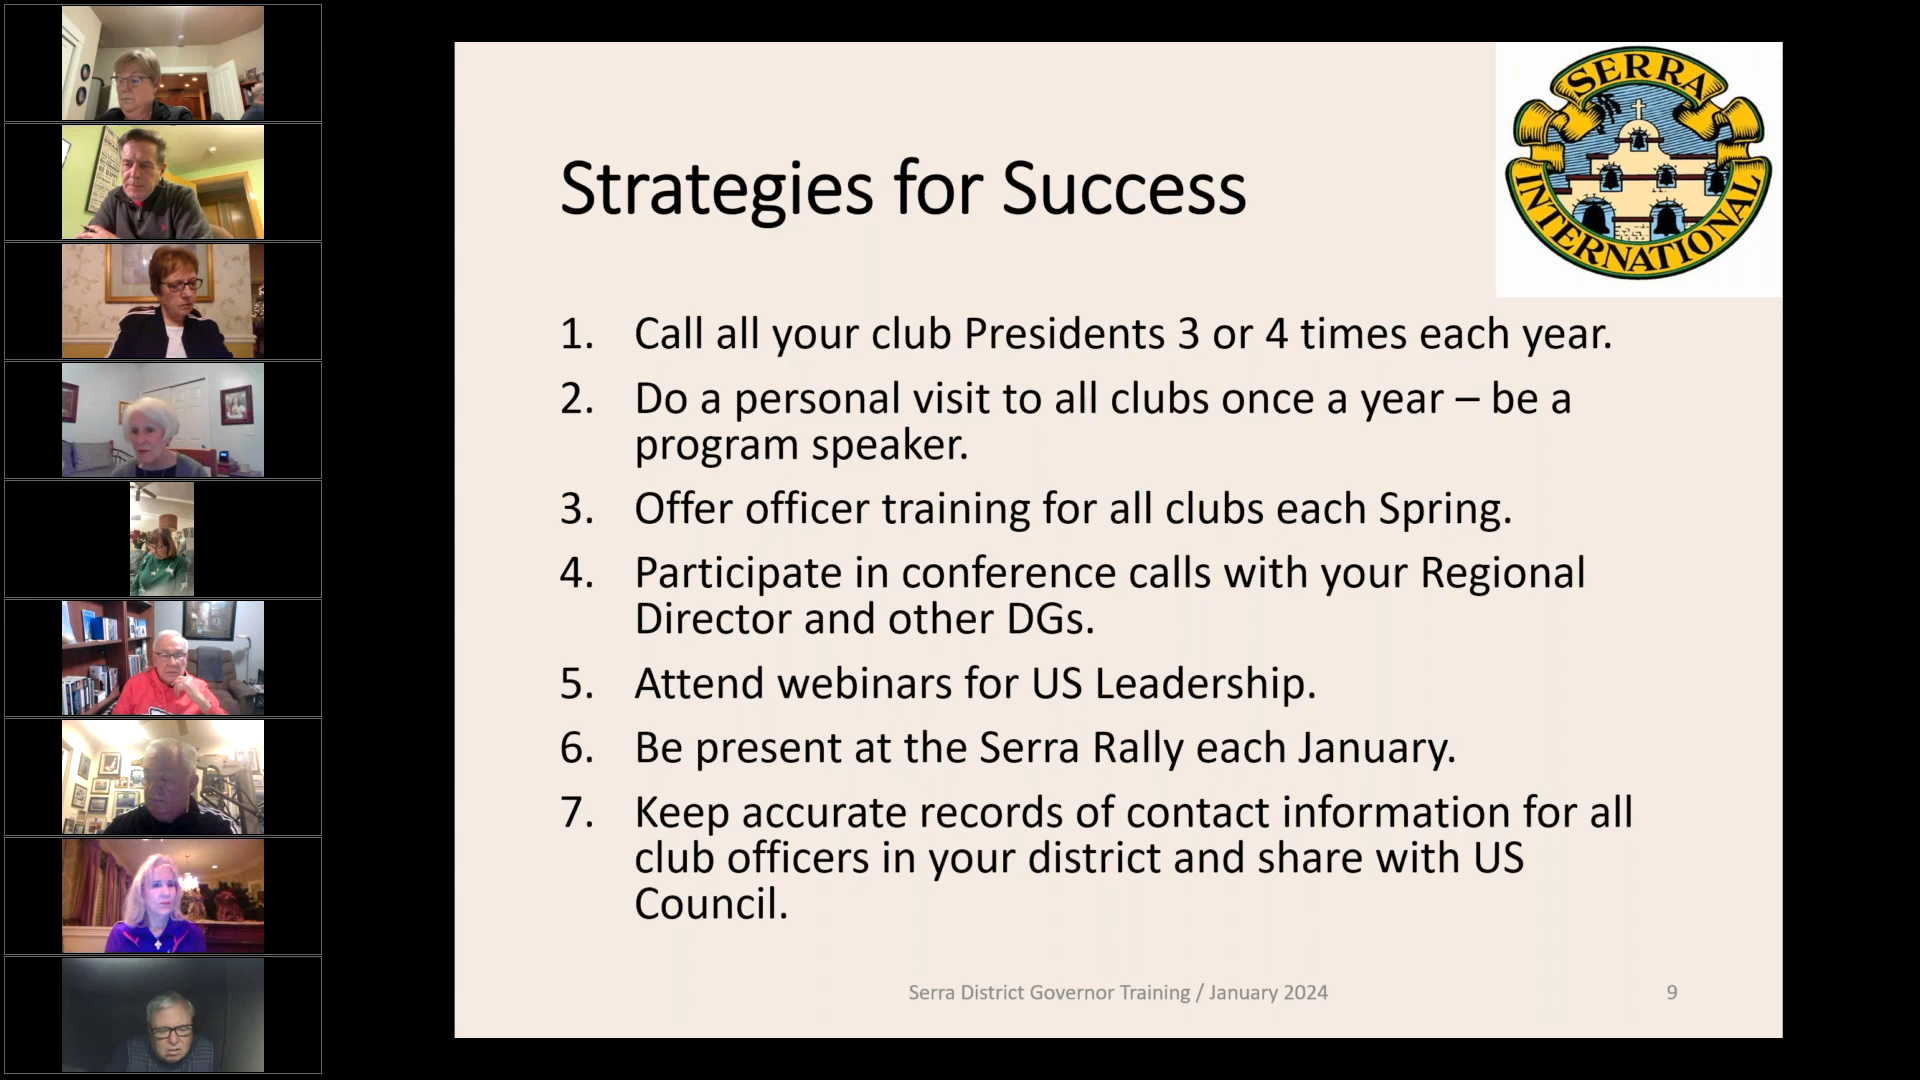 SERRA
INTERNATIONAL
Strategies for Success
1. Call all your club Presidents 3 or 4 times each year.
2. Do a personal visit to all clubs once a year – be a
program speaker.
3. Offer officer training for all clubs each Spring.
4. Participate in conference calls with your Regional
Director and other DGs.
5. Attend webinars for US Leadership.
6. Be present at the Serra Rally each January.
7. Keep accurate records of contact information for all
club officers in your district and share with US
Council.
Serra District Governor Training / January 2024
9